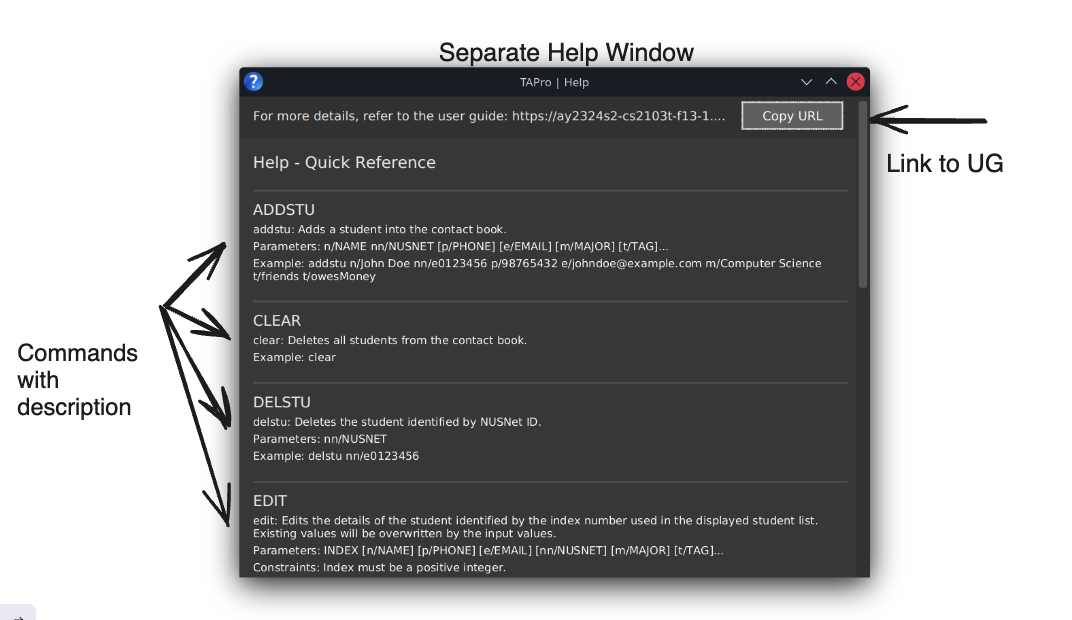 Separate Help Window
TAPro | Help
For more details, refer to the user guide: https://ay2324s2-cs2103t-f13-1....
Copy URL
Link to UG
Help - Quick Reference
ADDSTU
addstu: Adds a student into the contact book.
Parameters: n/NAME nn/NUSNET [p/PHONE] [e/EMAIL] [m/MAJOR] [t/TAG]...
Example: addstu n/John Doe nn/e0123456 p/98765432 e/johndoe@example.com m/Computer Science
t/friends t/owesMoney
CLEAR
clear: Deletes all students from the contact book.
Example: clear
Commands
with
description
DELSTU
delstu: Deletes the student identified by NUSNet ID.
Parameters: nn/NUSNET
Example: delstu nn/e0123456
EDIT
edit: Edits the details of the student identified by the index number used in the displayed student list.
Existing values will be overwritten by the input values.
Parameters: INDEX [n/NAME] [p/PHONE] [e/EMAIL] [nn/NUSNET] [m/MAJOR] [t/TAG]...
Constraints: Index must be a positive integer.